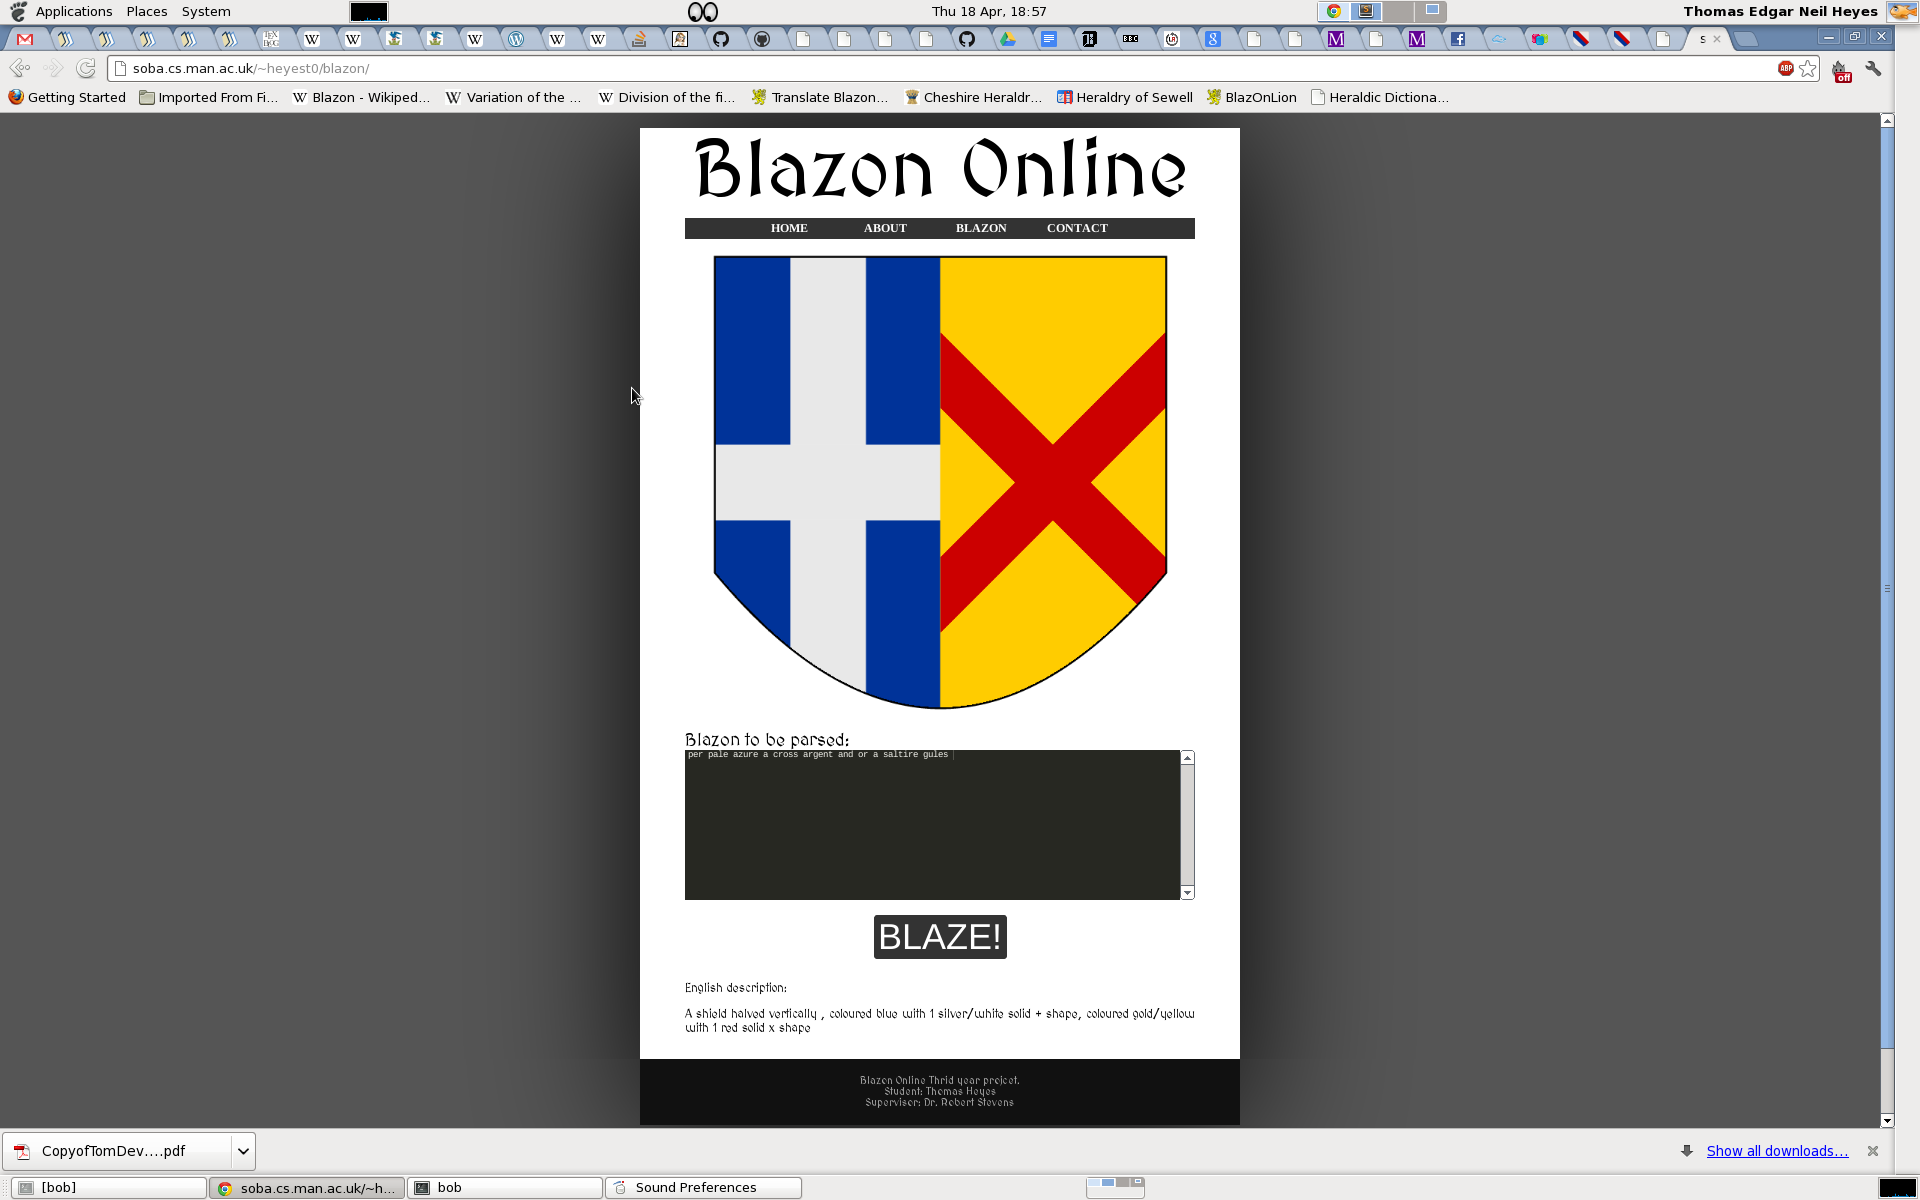 Applications Places System
Thu 18 Apr, 18:57
Thomas Edgar Neil Heyes
S
soba.cs.man.ac.uk/~heyest0/blazon/
ABP
off
Getting Started Imported From Fi... Blazon - Wikiped... Variation of the ... Division of the fi... Translate Blazon... Cheshire Heraldr... Heraldry of Sewell BlazOnLion Heraldic Dictiona...
Blazon Online
HOME ABOUT BLAZON CONTACT
Blazon to be parsed:
per pale azure a cross argent and or a saltire gules
BLAZE!
English description:
A shield halved vertically , coloured blue with 1 silver/white solid + shape, coloured gold/yellow
with 1 red solid x shape
Blazon Online Thrid year project.
Student: Thomas Heyes
Supervisor: Dr. Robert Stevens
CopyofTomDev....pdf
Show all downloads...
[bob] soba.cs.man.ac.uk/~h... bob Sound Preferences